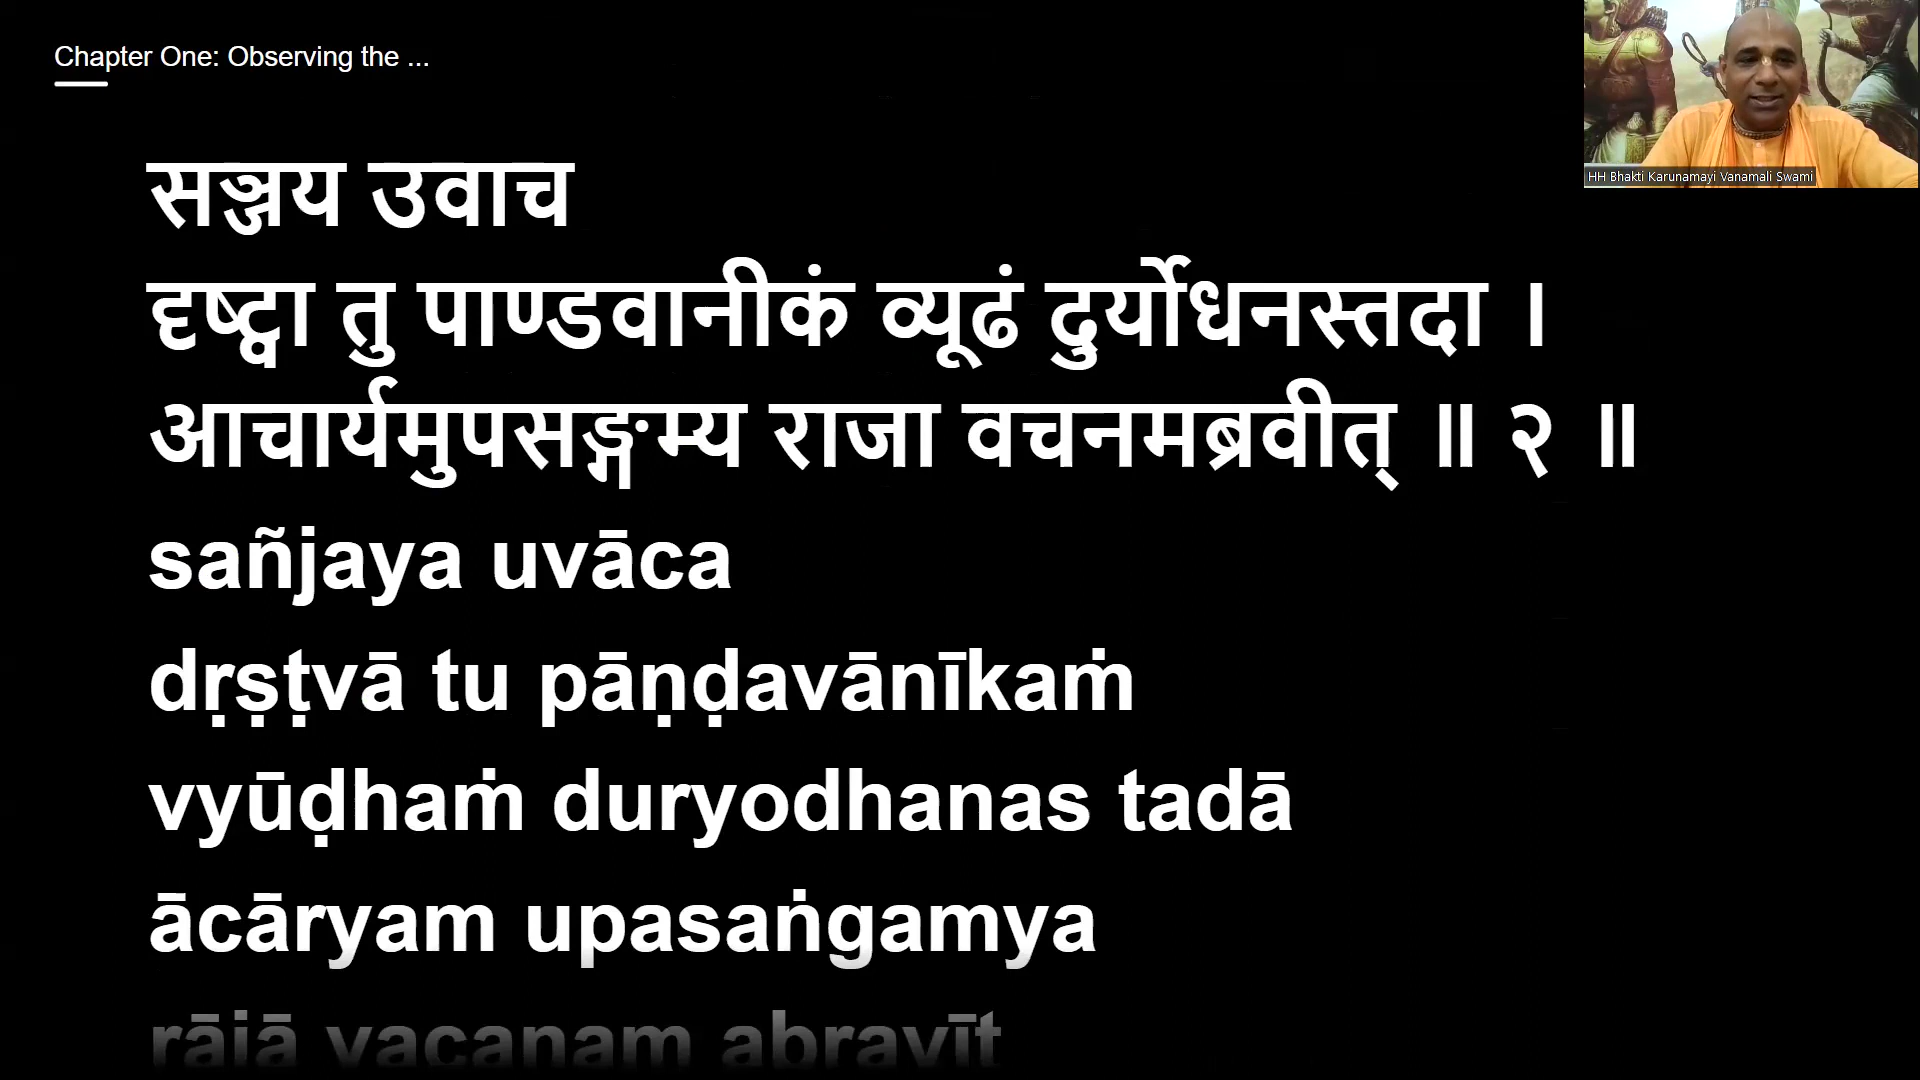 Chapter One: Observing the ...
HH Bhakti Karunamayi Vanamali Swami
सञ्जय उवाच
दृष्ट्वा तु पाण्डवानीकं व्यूढं दुर्योधनस्तदा ।
आचार्यमुपसङ्गम्य राजा वचनमब्रवीत् ॥ २ ॥
sañjaya uvāca
dṛṣṭvā tu pāṇḍavānīkaṁ
vyūḍhaṁ duryodhanas tadā
ācāryam upasaṅgamya
rājā vacanam abravīt